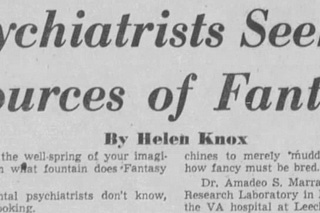 ychiatrists See
ources of Fant
By Helen Knox
the well-spring of your imagi-
n what fountain does Fantasy
ntal psychiatrists don't know,
ooking.
chines to merely "mudd
how fancy must be bred.
Dr. Amadeo S. Marra
Research Laboratory in
the VA hospital at Leech